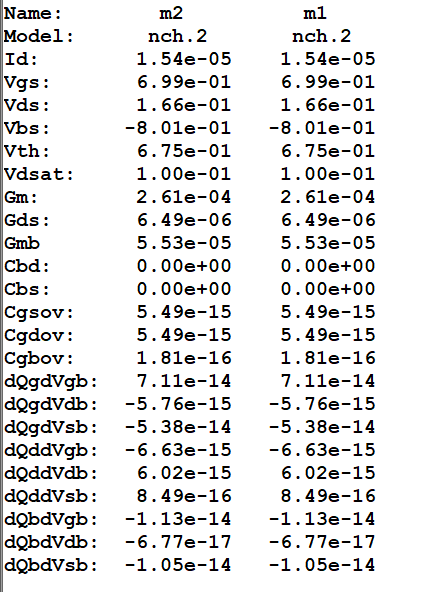 Name: m2 m1
Model: nch.2 nch.2
Id: 1.54e-05 1.54e-05
Vgs: 6.99e-01 6.99e-01
Vds: 1.66e-01 1.66e-01
Vbs: -8.01e-01 -8.01e-01
Vth: 6.75e-01 6.75e-01
Vdsat: 1.00e-01 1.00e-01
Gm: 2.61e-04 2.61e-04
Gds: 6.49e-06 6.49e-06
Gmb 5.53e-05 5.53e-05
Cbd: 0.00e+00 0.00e+00
Cbs: 0.00e+00 0.00e+00
Cgsov: 5.49e-15 5.49e-15
Cgdov: 5.49e-15 5.49e-15
Cgbov: 1.81e-16 1.81e-16
dQgdVgb: 7.11e-14 7.11e-14
dQgdVdb: -5.76e-15 -5.76e-15
dQgdVsb: -5.38e-14 -5.38e-14
dQddVgb: -6.63e-15 -6.63e-15
dQddVdb: 6.02e-15 6.02e-15
dQddVsb: 8.49e-16 8.49e-16
dQbdVgb: -1.13e-14 -1.13e-14
dQbdVdb: -6.77e-17 -6.77e-17
dQbdVsb: -1.05e-14 -1.05e-14